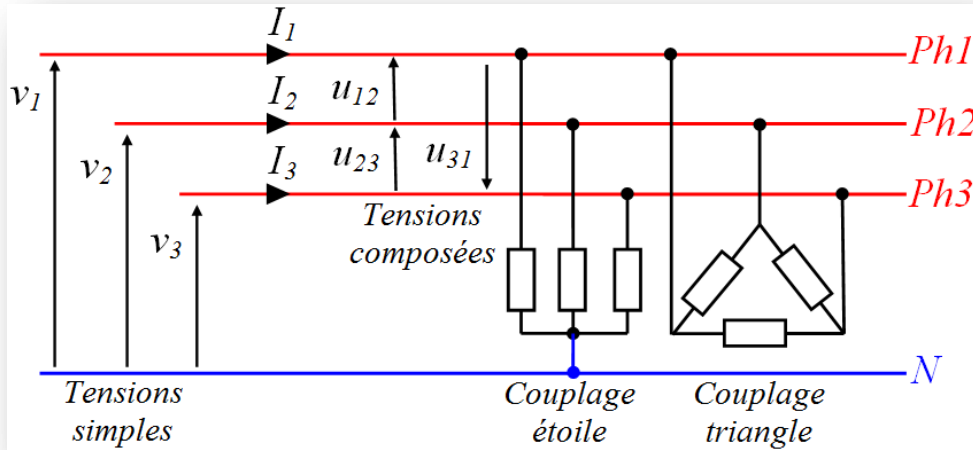 I1
Ph1
v1
u12
I2
Ph2
v2
u23
u31
I3
Ph3
v3
Tensions
composées
N
Tensions
simples
Couplage
étoile
Couplage
triangle